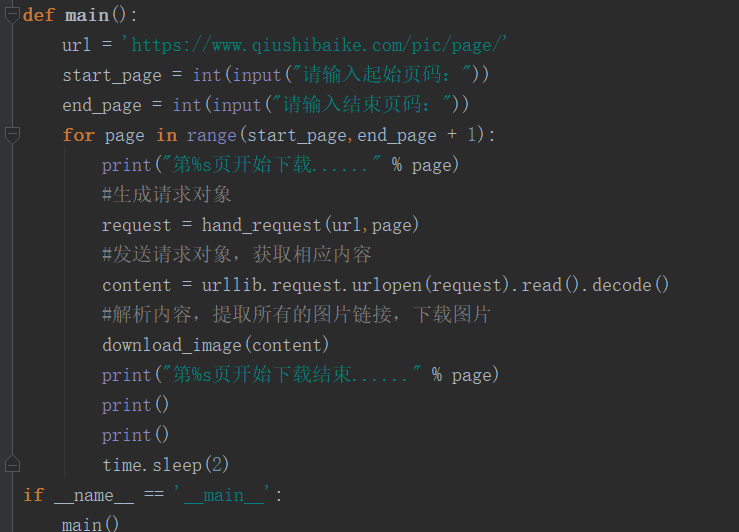 def main():
    url = 'https://www.qiushibaike.com/pic/page/'
    start_page = int(input("请输入起始页码："))
    end_page = int(input("请输入结束页码："))
    for page in range(start_page,end_page + 1):
        print("第%s页开始下载......" % page)
        #生成请求对象
        request = hand_request(url,page)
        #发送请求对象，获取相应内容
        content = urllib.request.urlopen(request).read().decode()
        #解析内容，提取所有的图片链接，下载图片
        download_image(content)
        print("第%s页开始下载结束......" % page)
        print()
        print()
        time.sleep(2)
if __name__ == '__main__':
    main()